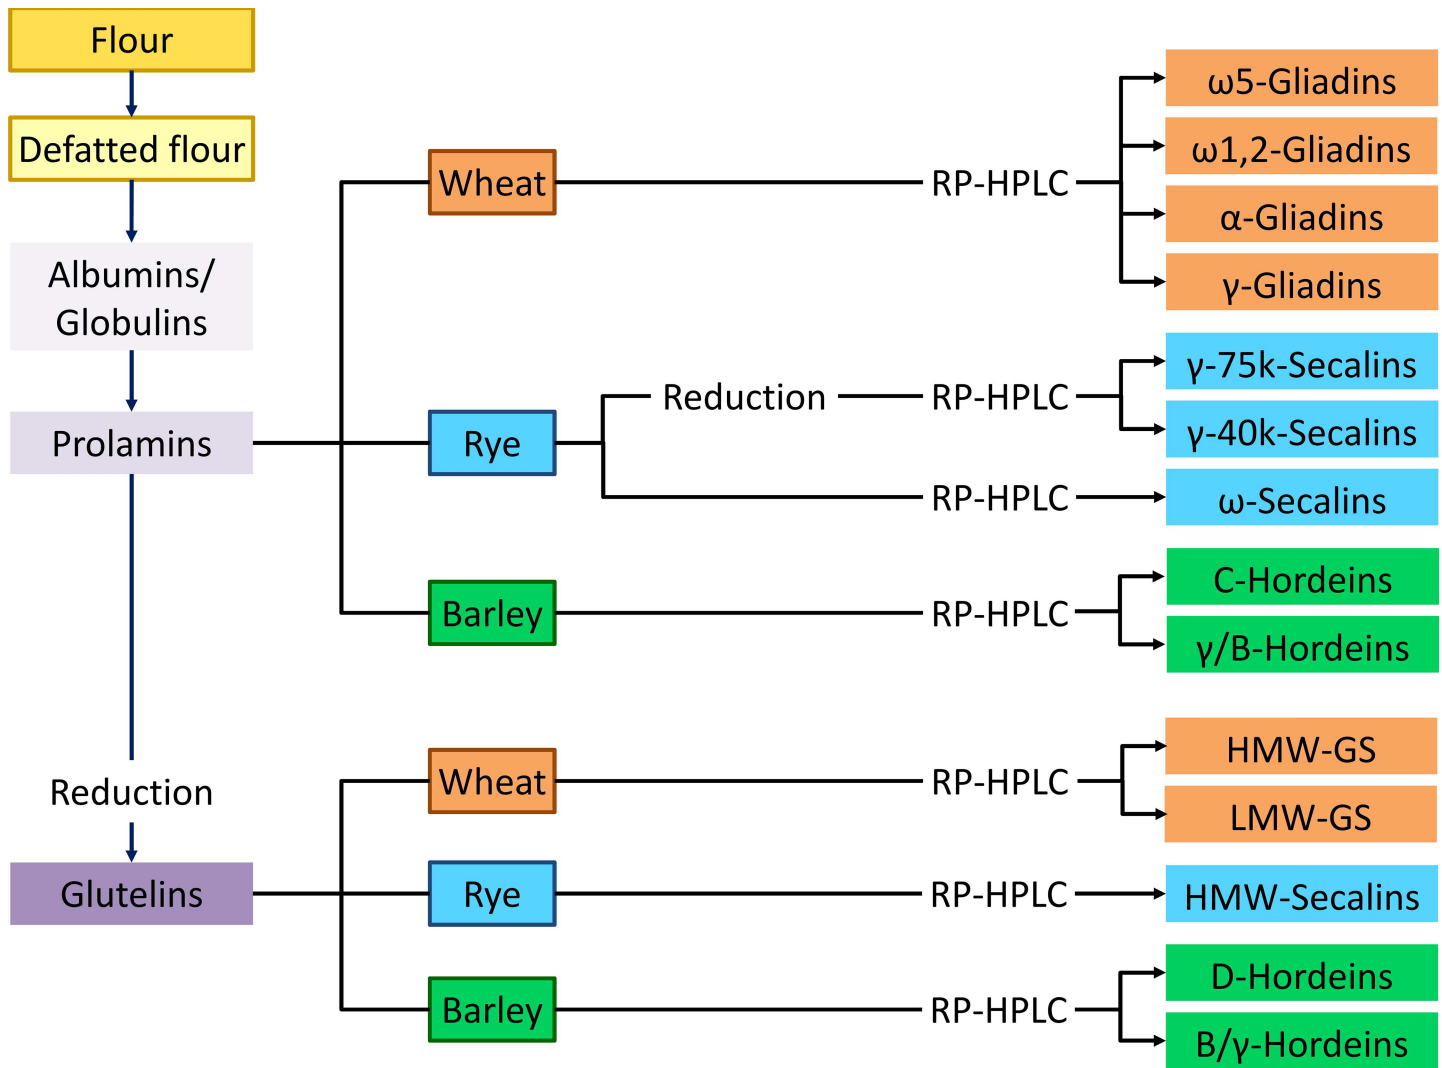 Flour
Defatted flour
Albumins/
Globulins
Prolamins
Reduction
Glutelins
Wheat
RP-HPLC
ω5-Gliadins
ω1,2-Gliadins
α-Gliadins
γ-Gliadins
Rye
Reduction
RP-HPLC
γ-75k-Secalins
γ-40k-Secalins
RP-HPLC
ω-Secalins
Barley
RP-HPLC
C-Hordeins
γ/B-Hordeins
Wheat
RP-HPLC
HMW-GS
LMW-GS
Rye
RP-HPLC
HMW-Secalins
Barley
RP-HPLC
D-Hordeins
B/γ-Hordeins